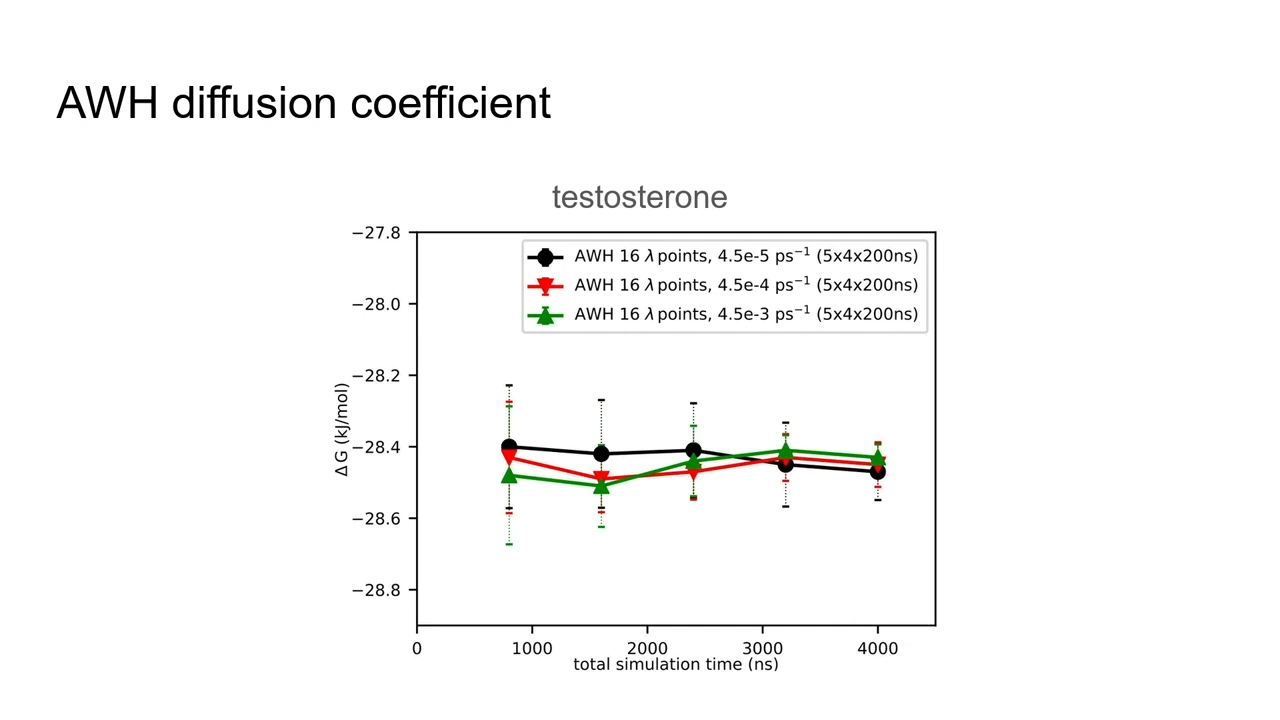 AWH diffusion coefficient
testosterone
AWH 16 λ points, 4.5e-5 ps⁻¹ (5x4x200ns)
AWH 16 λ points, 4.5e-4 ps⁻¹ (5x4x200ns)
AWH 16 λ points, 4.5e-3 ps⁻¹ (5x4x200ns)
Δ G (kJ/mol)
−27.8
−28.0
−28.2
−28.4
−28.6
−28.8
0 1000 2000 3000 4000
total simulation time (ns)